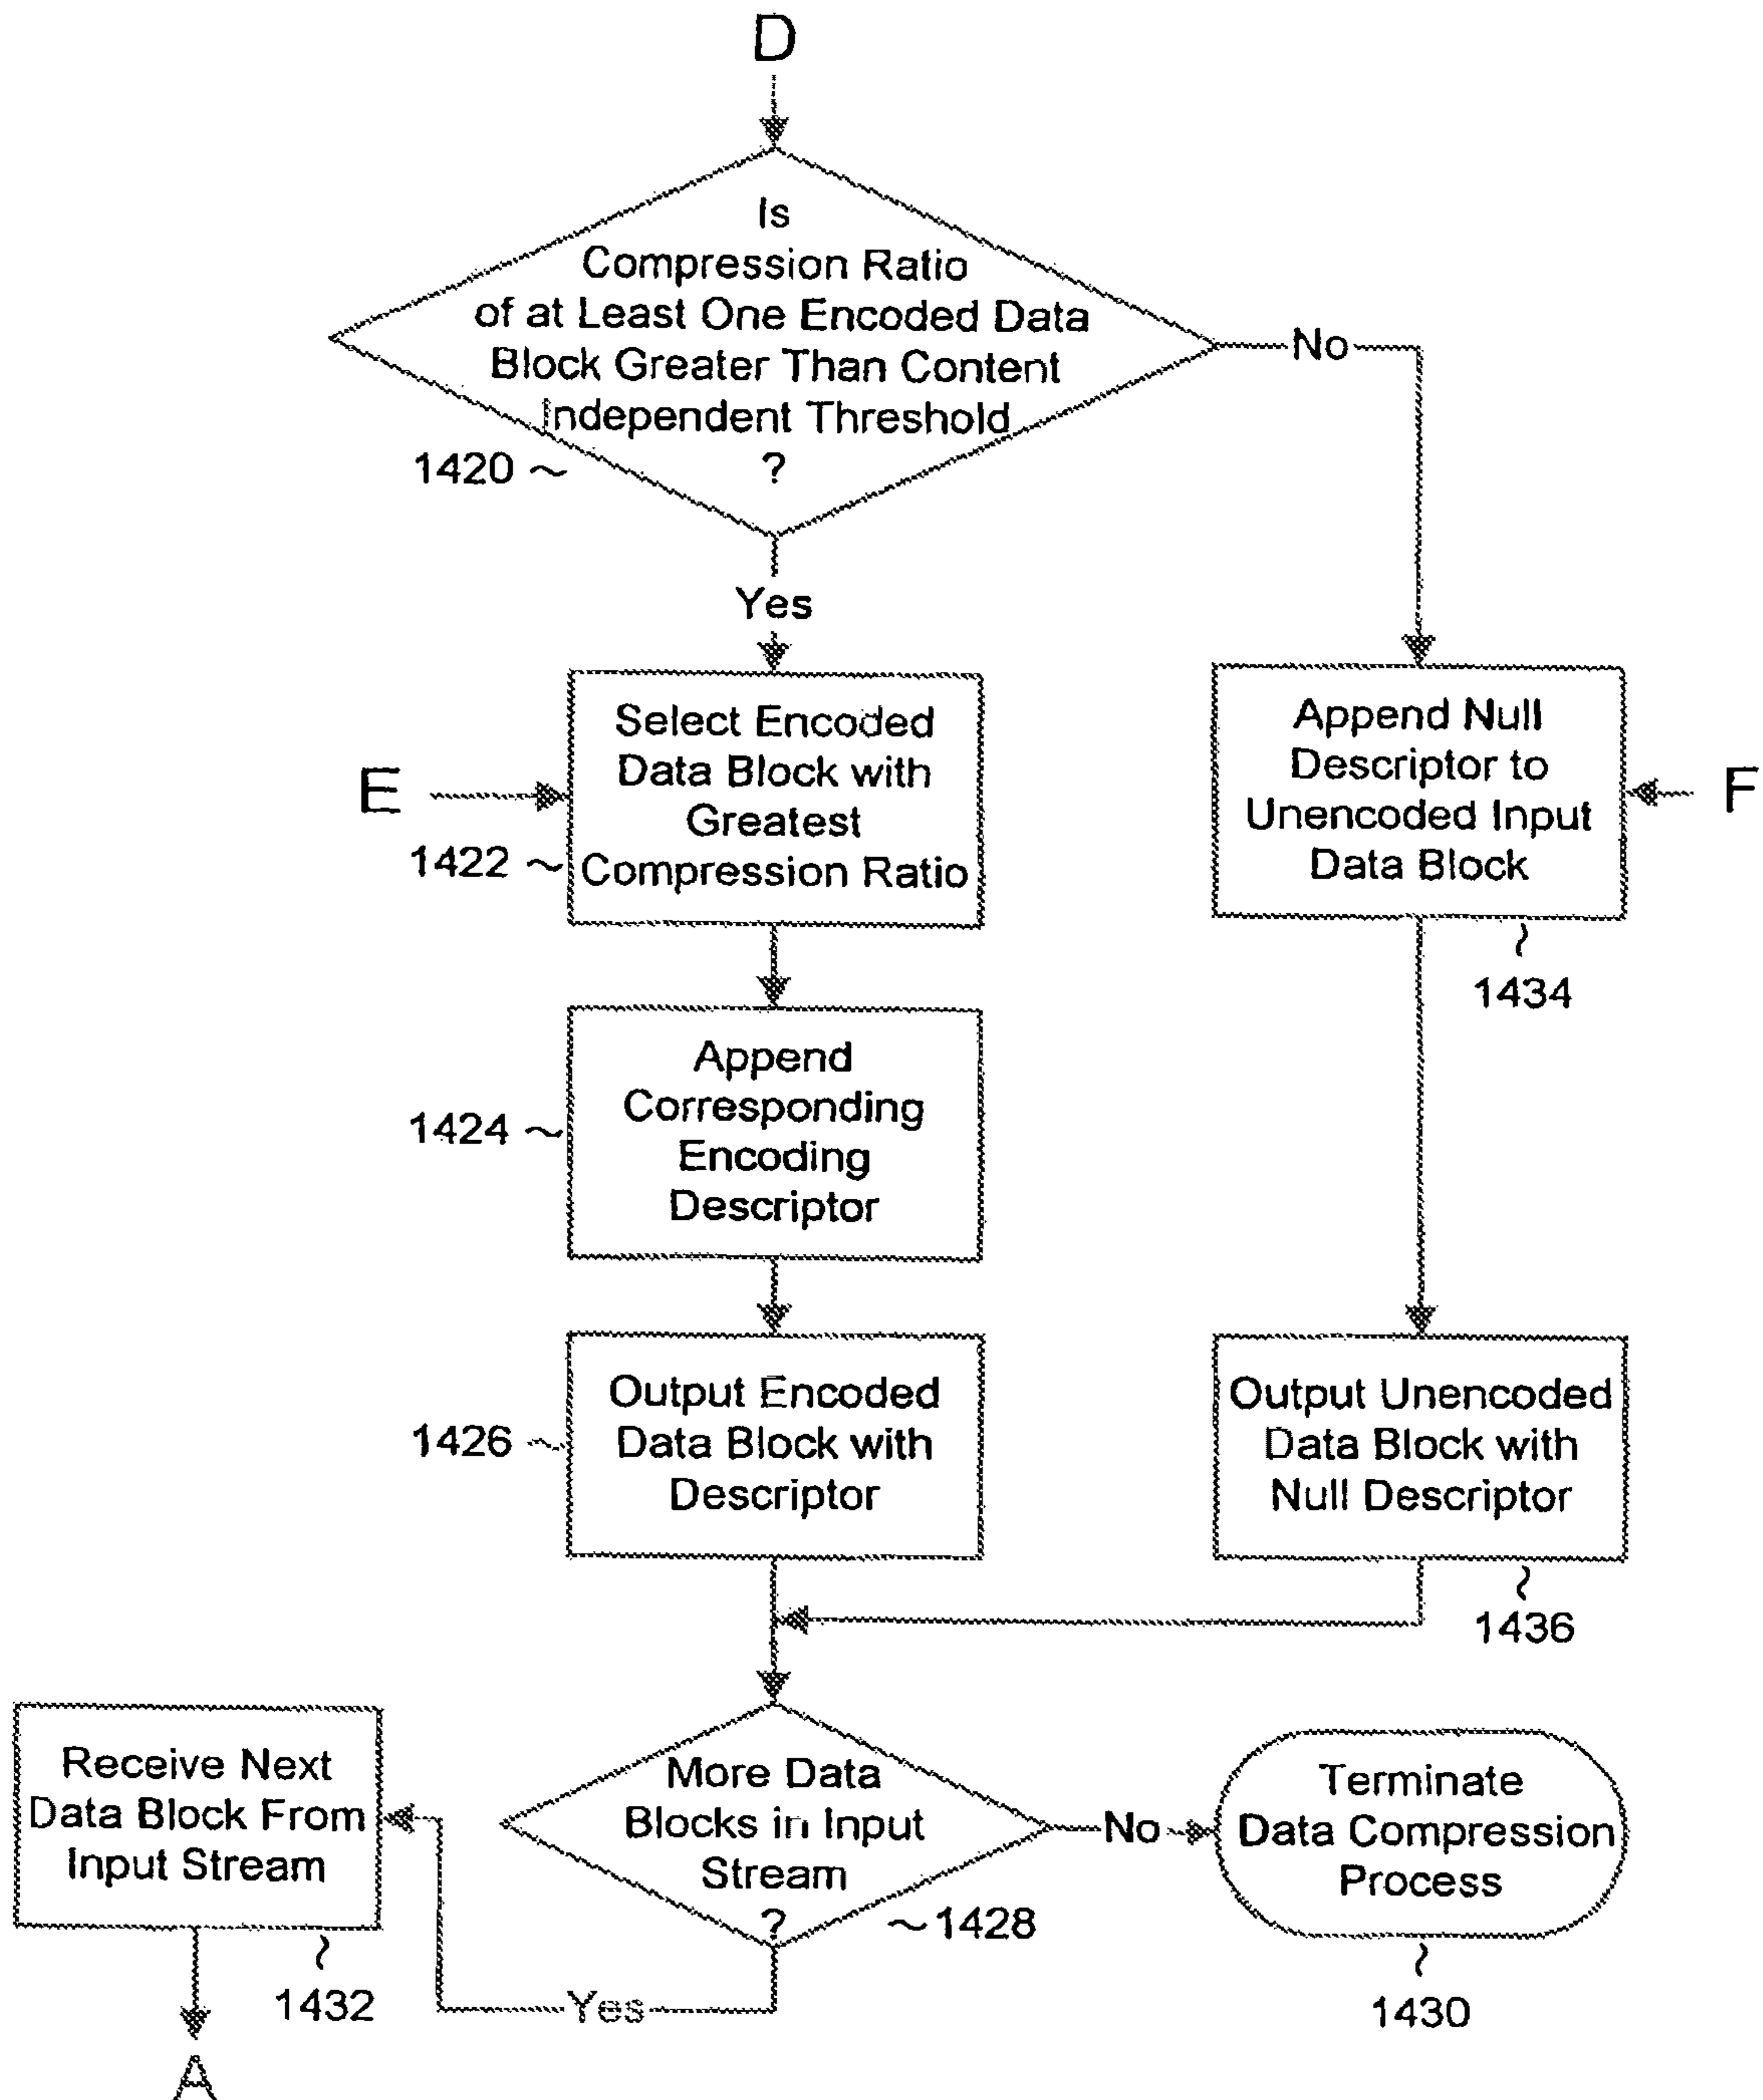 D
Is
Compression Ratio
of at Least One Encoded Data
Block Greater Than Content
Independent Threshold
?
1420
No
Yes
Select Encoded
Data Block with
Greatest
Compression Ratio
E
1422
Append Null
Descriptor to
Unencoded Input
Data Block
F
1434
Append
Corresponding
Encoding
Descriptor
1424
Output Encoded
Data Block with
Descriptor
1426
Output Unencoded
Data Block with
Null Descriptor
1436
Receive Next
Data Block From
Input Stream
1432
More Data
Blocks in Input
Stream
?
1428
No
Terminate
Data Compression
Process
1430
Yes
A